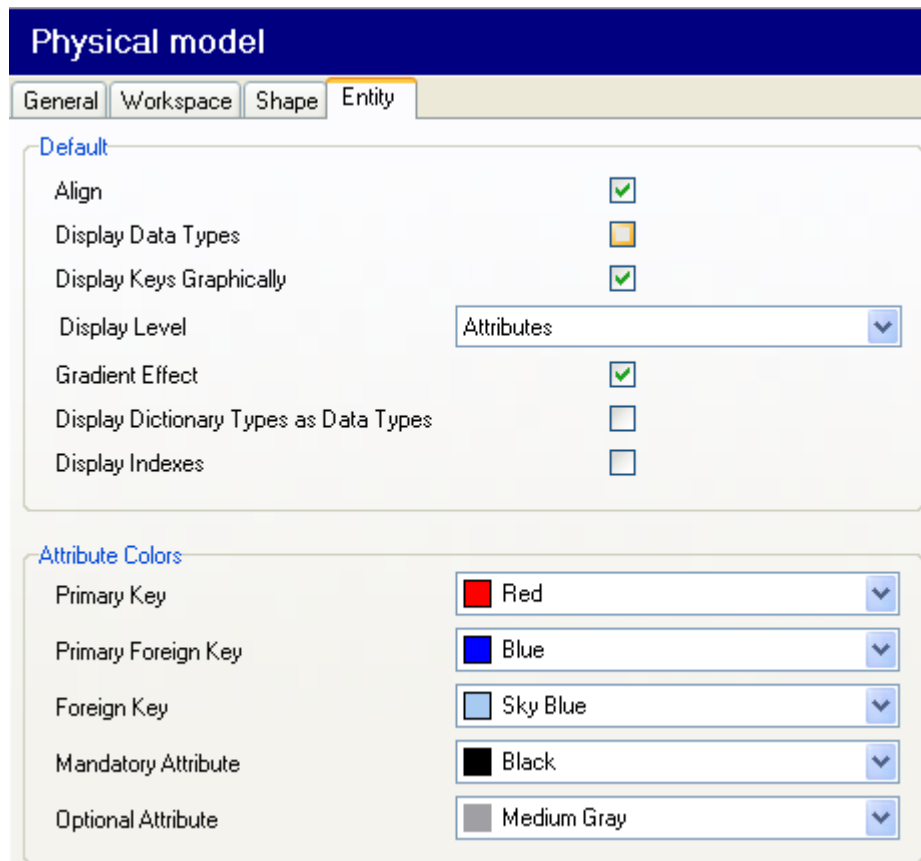 Physical model
General Workspace Shape Entity
Default
Align
Display Data Types
Display Keys Graphically
Display Level Attributes
Gradient Effect
Display Dictionary Types as Data Types
Display Indexes
Attribute Colors
Primary Key Red
Primary Foreign Key Blue
Foreign Key Sky Blue
Mandatory Attribute Black
Optional Attribute Medium Gray